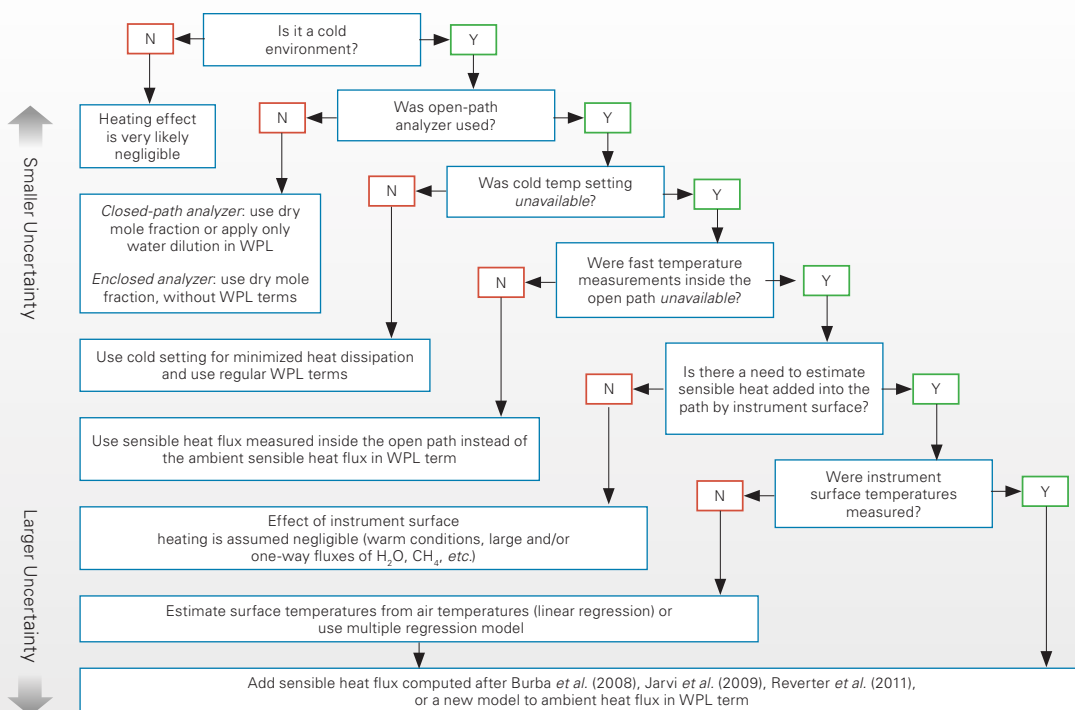 N
Is it a cold
environment?
Y
Heating effect
is very likely
negligible
N
Was open-path
analyzer used?
Y
Closed-path analyzer: use dry
mole fraction or apply only
water dilution in WPL
Enclosed analyzer: use dry mole
fraction, without WPL terms
N
Was cold temp setting
unavailable?
Y
Use cold setting for minimized heat dissipation
and use regular WPL terms
N
Were fast temperature
measurements inside the
open path unavailable?
Y
Use sensible heat flux measured inside the open path instead of
the ambient sensible heat flux in WPL term
N
Is there a need to estimate
sensible heat added into the
path by instrument surface?
Y
Effect of instrument surface
heating is assumed negligible (warm conditions, large and/or
one-way fluxes of H₂O, CH₄, etc.)
N
Were instrument
surface temperatures
measured?
Y
Estimate surface temperatures from air temperatures (linear regression) or
use multiple regression model
Add sensible heat flux computed after Burba et al. (2008), Jarvi et al. (2009), Reverter et al. (2011),
or a new model to ambient heat flux in WPL term
Smaller Uncertainty
Larger Uncertainty